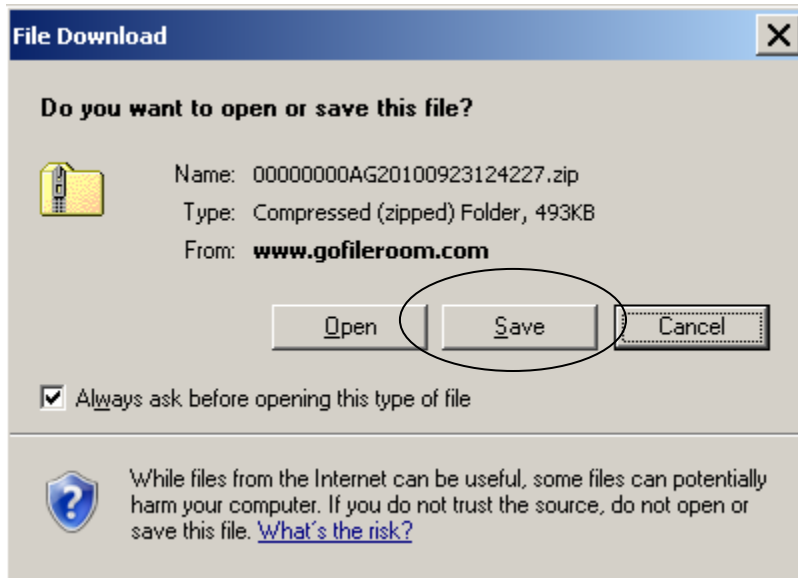 File Download
Do you want to open or save this file?
Name: 00000000AG20100923124227.zip
Type: Compressed (zipped) Folder, 493KB
From: www.gofileroom.com
Open Save Cancel
Always ask before opening this type of file
While files from the Internet can be useful, some files can potentially
harm your computer. If you do not trust the source, do not open or
save this file. What's the risk?